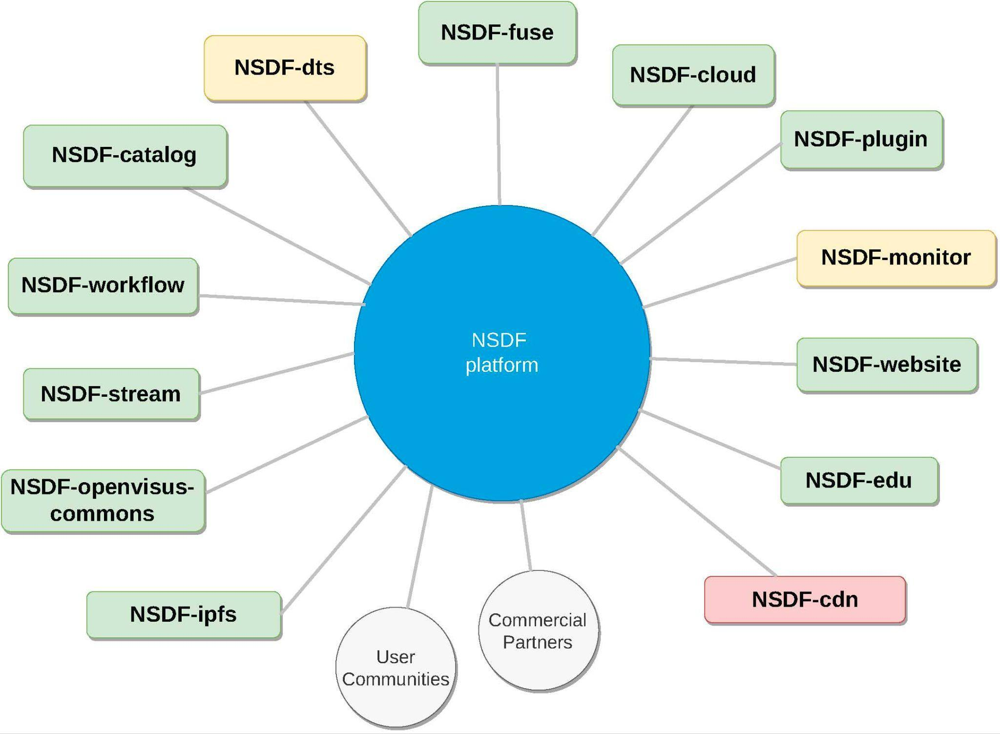 NSDF-fuse
NSDF-dts
NSDF-cloud
NSDF-plugin
NSDF-catalog
NSDF-monitor
NSDF-workflow
NSDF
platform
NSDF-website
NSDF-stream
NSDF-edu
NSDF-openvisus-
commons
NSDF-cdn
NSDF-ipfs
Commercial
Partners
User
Communities